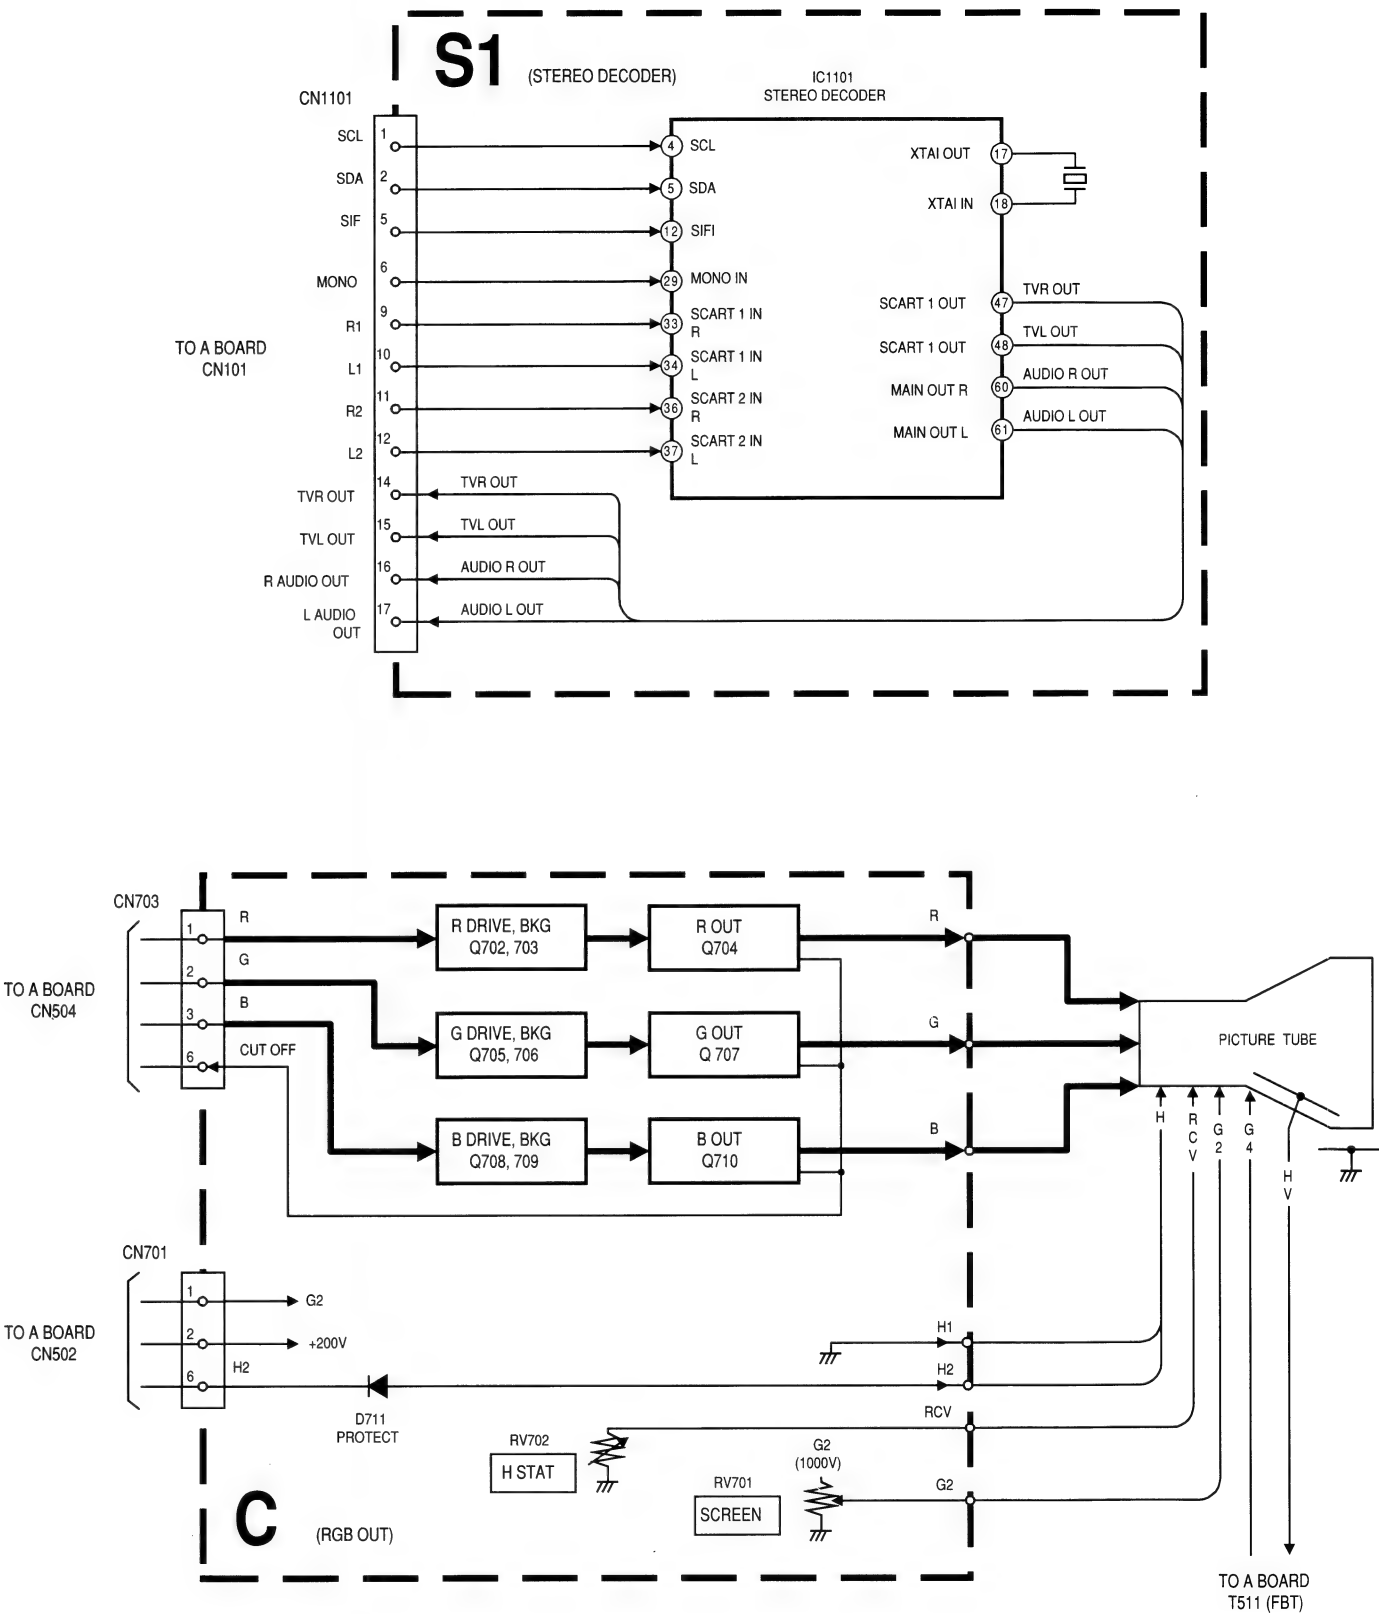 S1 (STEREO DECODER)
IC1101
STEREO DECODER
CN1101
SCL 1
4 SCL
XTAI OUT 17
SDA 2
5 SDA
XTAI IN 18
SIF 5
12 SIFI
MONO 6
29 MONO IN
SCART 1 OUT 47 TVR OUT
R1 9
33 SCART 1 IN
R
SCART 1 OUT 48 TVL OUT
TO A BOARD
CN101
L1 10
34 SCART 1 IN
L
MAIN OUT R 60 AUDIO R OUT
R2 11
36 SCART 2 IN
R
MAIN OUT L 61 AUDIO L OUT
L2 12
37 SCART 2 IN
L
TVR OUT 14 TVR OUT
TVL OUT 15 TVL OUT
R AUDIO OUT 16 AUDIO R OUT
L AUDIO
OUT
17 AUDIO L OUT
CN703
1 R
R DRIVE, BKG
Q702, 703
R OUT
Q704
R
TO A BOARD
CN504
2 G
G DRIVE, BKG
Q705, 706
G OUT
Q 707
G
3 B
6 CUT OFF
B DRIVE, BKG
Q708, 709
B OUT
Q710
B
PICTURE TUBE
H
RCV
G2
G4
HV
CN701
1 G2
TO A BOARD
CN502
2 +200V
6 H2
D711
PROTECT
H1
H2
RCV
RV702
H STAT
G2
(1000V)
RV701
SCREEN
G2
C (RGB OUT)
TO A BOARD
T511 (FBT)